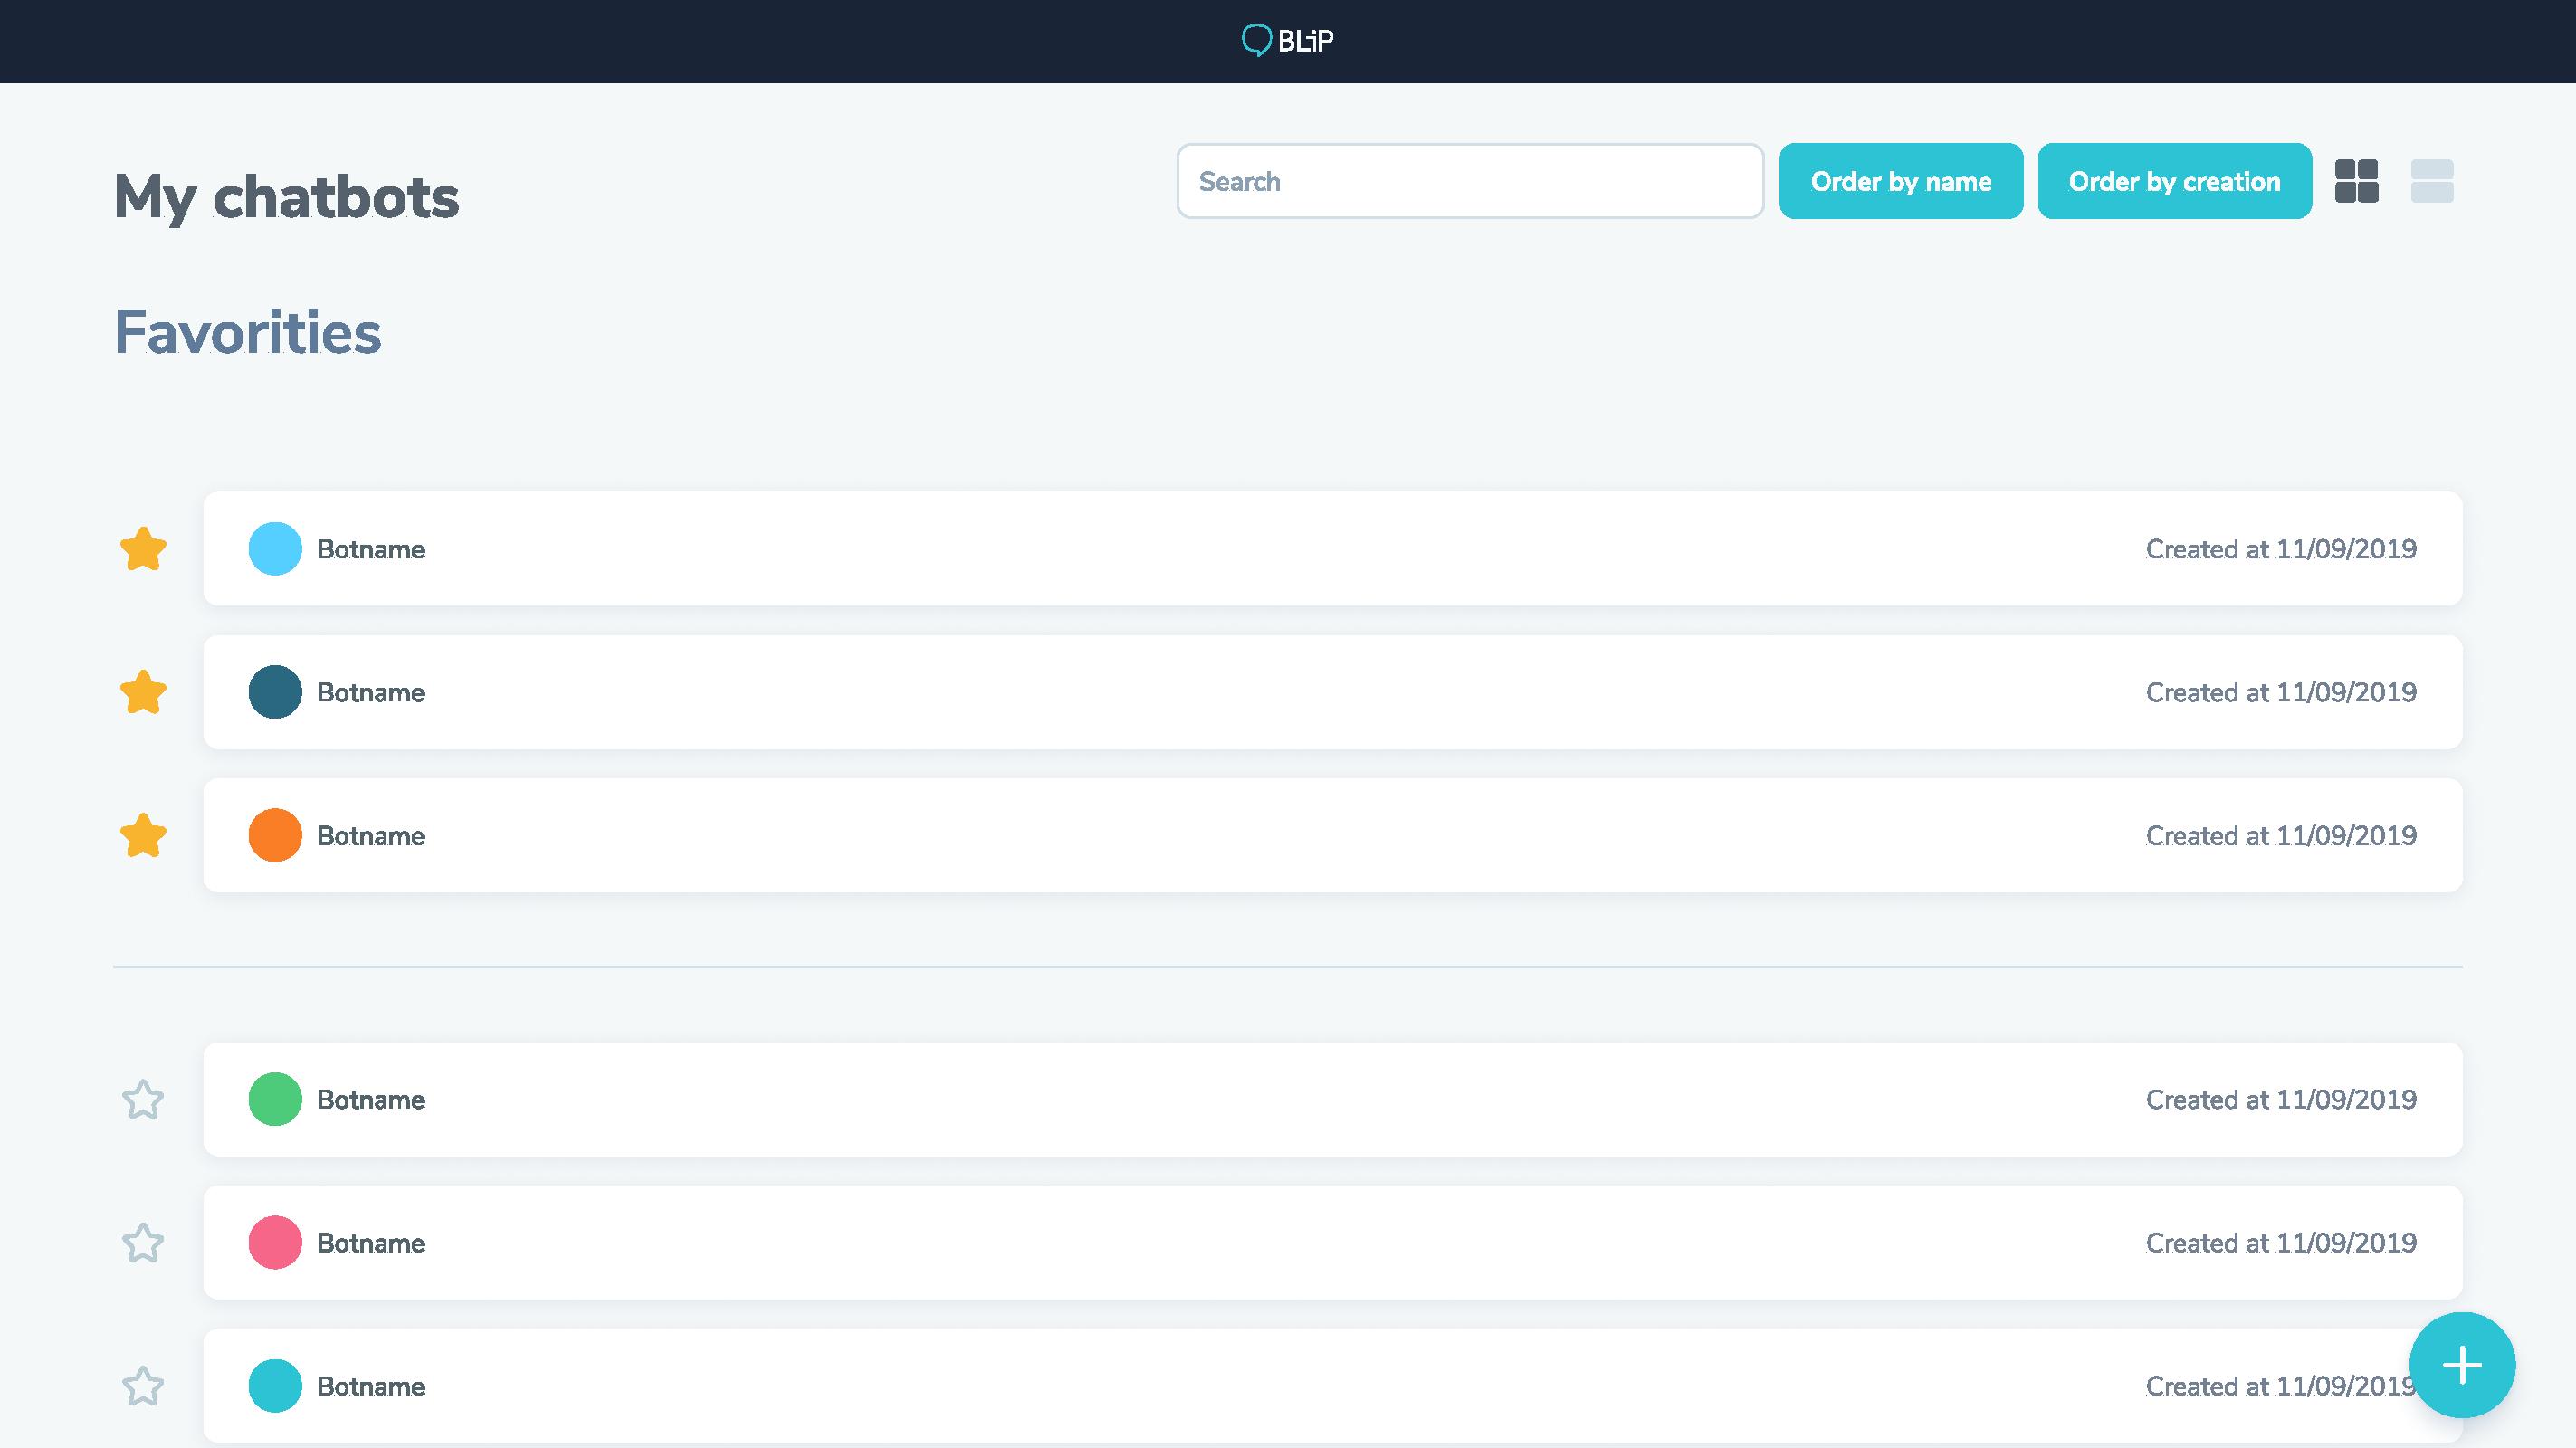 BLiP
My chatbots
Search
Order by name
Order by creation
Favorities
Botname
Created at 11/09/2019
Botname
Created at 11/09/2019
Botname
Created at 11/09/2019
Botname
Created at 11/09/2019
Botname
Created at 11/09/2019
Botname
Created at 11/09/2019